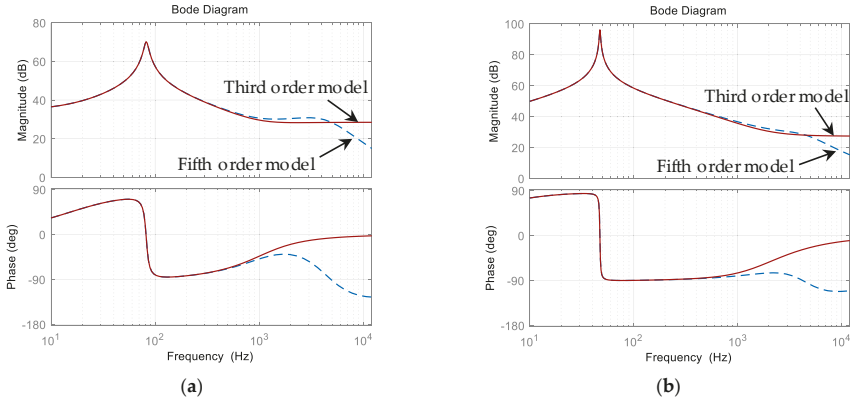 Bode Diagram
80
60
40
20
0
Magnitude (dB)
Third order model
Fifth order model
90
0
-90
-180
Phase (deg)
10^1
10^2
10^3
10^4
Frequency (Hz)
(a)
Bode Diagram
100
80
60
40
20
0
Magnitude (dB)
Third order model
Fifth order model
90
0
-90
-180
Phase (deg)
10^1
10^2
10^3
10^4
Frequency (Hz)
(b)